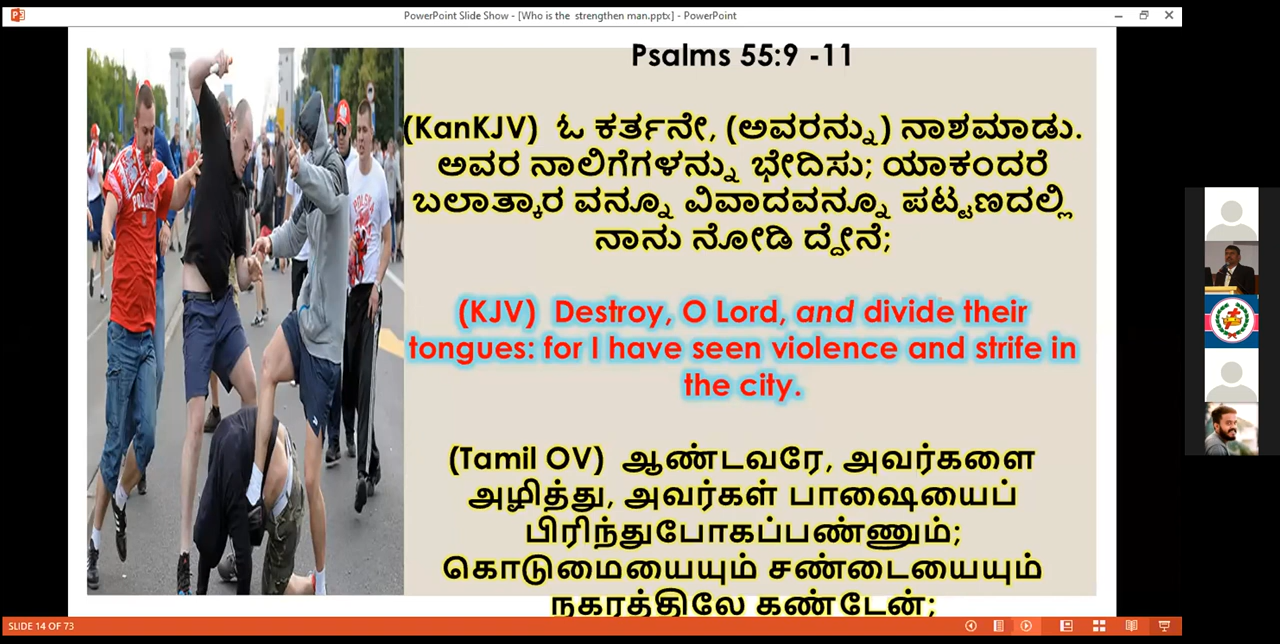 PowerPoint Slide Show - [Who is the strengthen man.pptx] - PowerPoint
Psalms 55:9 -11
(KanKJV) ಓ ಕರ್ತನೇ, (ಅವರನ್ನು) ನಾಶಮಾಡು.
ಅವರ ನಾಲಿಗೆಗಳನ್ನು ಭೇದಿಸು; ಯಾಕಂದರೆ
ಬಲಾತ್ಕಾರ ವನ್ನೂ ವಿವಾದವನ್ನೂ ಪಟ್ಟಣದಲ್ಲಿ
ನಾನು ನೋಡಿ ದ್ದೇನೆ;
(KJV) Destroy, O Lord, and divide their
tongues: for I have seen violence and strife in
the city.
(Tamil OV) ஆண்டவரே, அவர்களை
அழித்து, அவர்கள் பாஷையைப்
பிரிந்துபோகப்பண்ணும்;
கொடுமையையும் சண்டையையும்
நகரத்திலே கண்டேன்;
POLSKA
SLIDE 14 OF 73